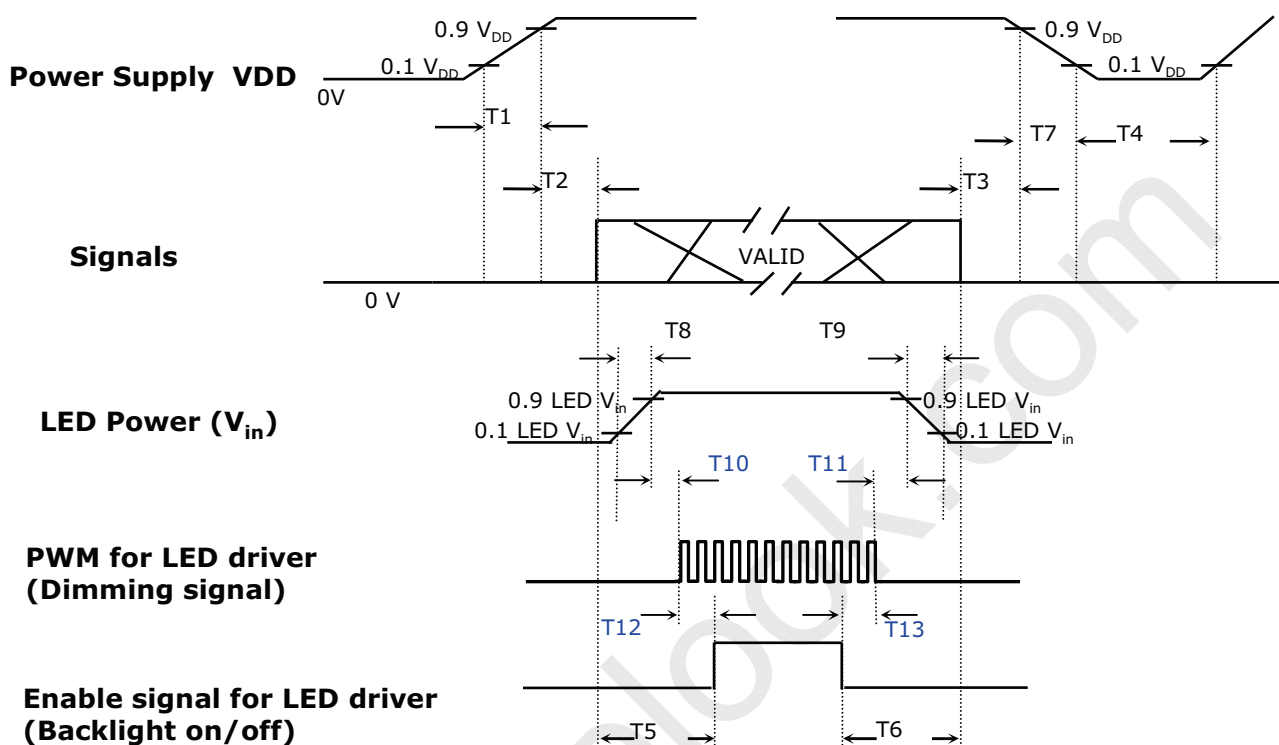 0.9 VDD
0.9 VDD
0.1 VDD
0.1 VDD
Power Supply VDD
0V
T1
T7
T4
T2
T3
Signals
VALID
0 V
T8
T9
0.9 LED Vin
0.9 LED Vin
LED Power (Vin)
0.1 LED Vin
0.1 LED Vin
T10
T11
PWM for LED driver
(Dimming signal)
T12
T13
Enable signal for LED driver
(Backlight on/off)
T5
T6
look.com